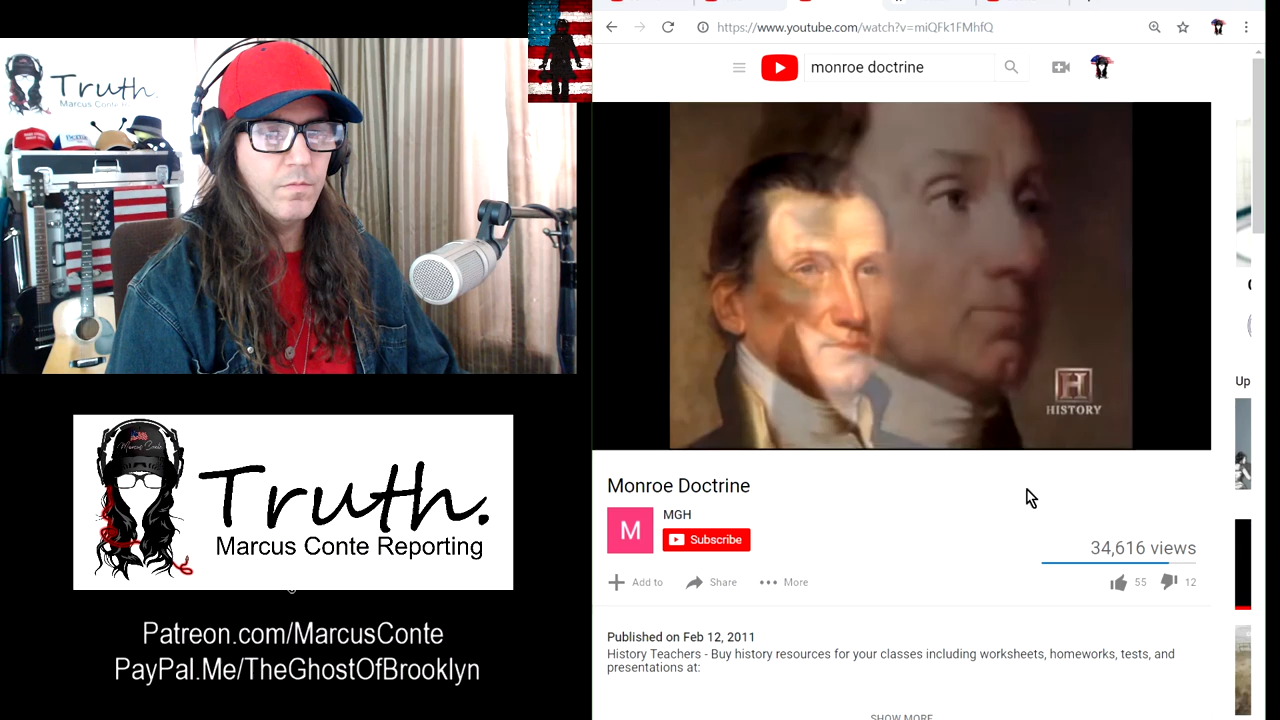 Truth.
Marcus Conte
Truth.
Marcus Conte Reporting
Patreon.com/MarcusConte
PayPal.Me/TheGhostOfBrooklyn
https://www.youtube.com/watch?v=miQFk1FMhfQ
monroe doctrine
H
HISTORY
Monroe Doctrine
M
MGH
Subscribe
34,616 views
Add to Share More
55 12
Published on Feb 12, 2011
History Teachers - Buy history resources for your classes including worksheets, homeworks, tests, and
presentations at:
SHOW MORE
Up